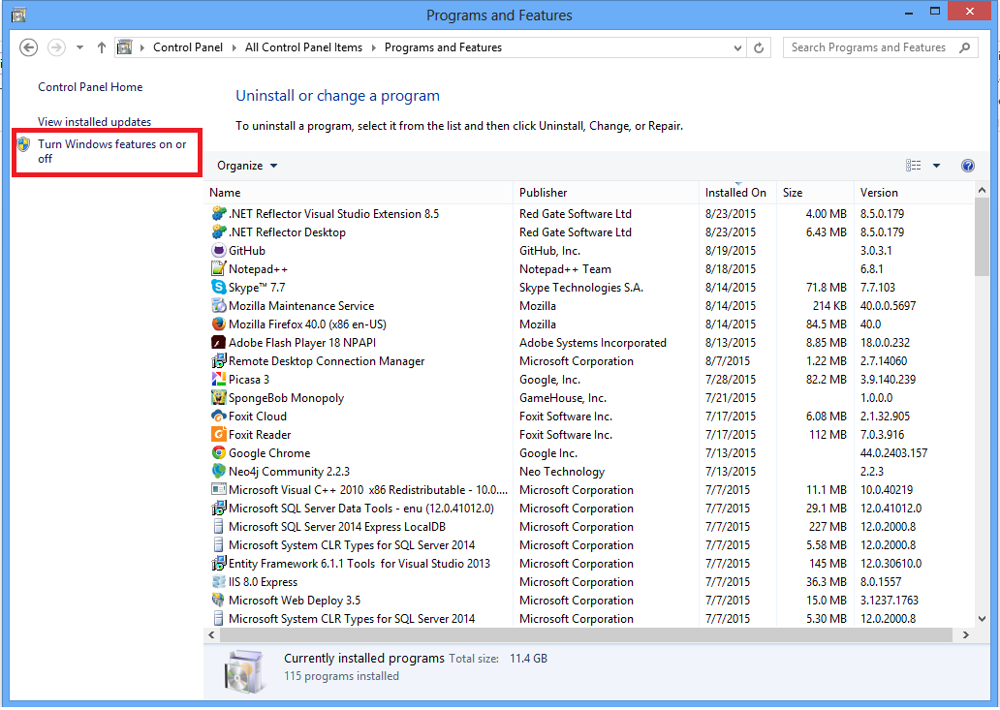 Programs and Features
Control Panel All Control Panel Items Programs and Features Search Programs and Features
Control Panel Home
View installed updates
Turn Windows features on or
off
Uninstall or change a program
To uninstall a program, select it from the list and then click Uninstall, Change, or Repair.
Organize
Name Publisher Installed On Size Version
.NET Reflector Visual Studio Extension 8.5 Red Gate Software Ltd 8/23/2015 4.00 MB 8.5.0.179
.NET Reflector Desktop Red Gate Software Ltd 8/23/2015 6.43 MB 8.5.0.179
GitHub GitHub, Inc. 8/19/2015 3.0.3.1
Notepad++ Notepad++ Team 8/18/2015 6.8.1
Skype™ 7.7 Skype Technologies S.A. 8/14/2015 71.8 MB 7.7.103
Mozilla Maintenance Service Mozilla 8/14/2015 214 KB 40.0.0.5697
Mozilla Firefox 40.0 (x86 en-US) Mozilla 8/14/2015 84.5 MB 40.0
Adobe Flash Player 18 NPAPI Adobe Systems Incorporated 8/13/2015 8.85 MB 18.0.0.232
Remote Desktop Connection Manager Microsoft Corporation 8/7/2015 1.22 MB 2.7.14060
Picasa 3 Google, Inc. 7/28/2015 82.2 MB 3.9.140.239
SpongeBob Monopoly GameHouse, Inc. 7/21/2015 1.0.0.0
Foxit Cloud Foxit Software Inc. 7/17/2015 6.08 MB 2.1.32.905
Foxit Reader Foxit Software Inc. 7/17/2015 112 MB 7.0.3.916
Google Chrome Google Inc. 7/13/2015 44.0.2403.157
Neo4j Community 2.2.3 Neo Technology 7/13/2015 2.2.3
Microsoft Visual C++ 2010 x86 Redistributable - 10.0.... Microsoft Corporation 7/7/2015 11.1 MB 10.0.40219
Microsoft SQL Server Data Tools - enu (12.0.41012.0) Microsoft Corporation 7/7/2015 29.1 MB 12.0.41012.0
Microsoft SQL Server 2014 Express LocalDB Microsoft Corporation 7/7/2015 227 MB 12.0.2000.8
Microsoft System CLR Types for SQL Server 2014 Microsoft Corporation 7/7/2015 5.58 MB 12.0.2000.8
Entity Framework 6.1.1 Tools for Visual Studio 2013 Microsoft Corporation 7/7/2015 145 MB 12.0.30610.0
IIS 8.0 Express Microsoft Corporation 7/7/2015 36.3 MB 8.0.1557
Microsoft Web Deploy 3.5 Microsoft Corporation 7/7/2015 15.0 MB 3.1237.1763
Microsoft System CLR Types for SQL Server 2014 Microsoft Corporation 7/7/2015 5.30 MB 12.0.2000.8
Currently installed programs Total size: 11.4 GB
115 programs installed